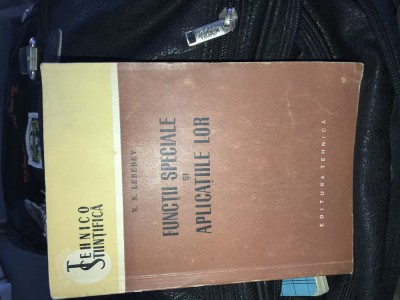 TEHNICO
ȘTIINȚIFICĂ
N. N. LEBEDEV
FUNCȚII SPECIALE
ȘI
APLICAȚIILE LOR
EDITURA TEHNICĂ